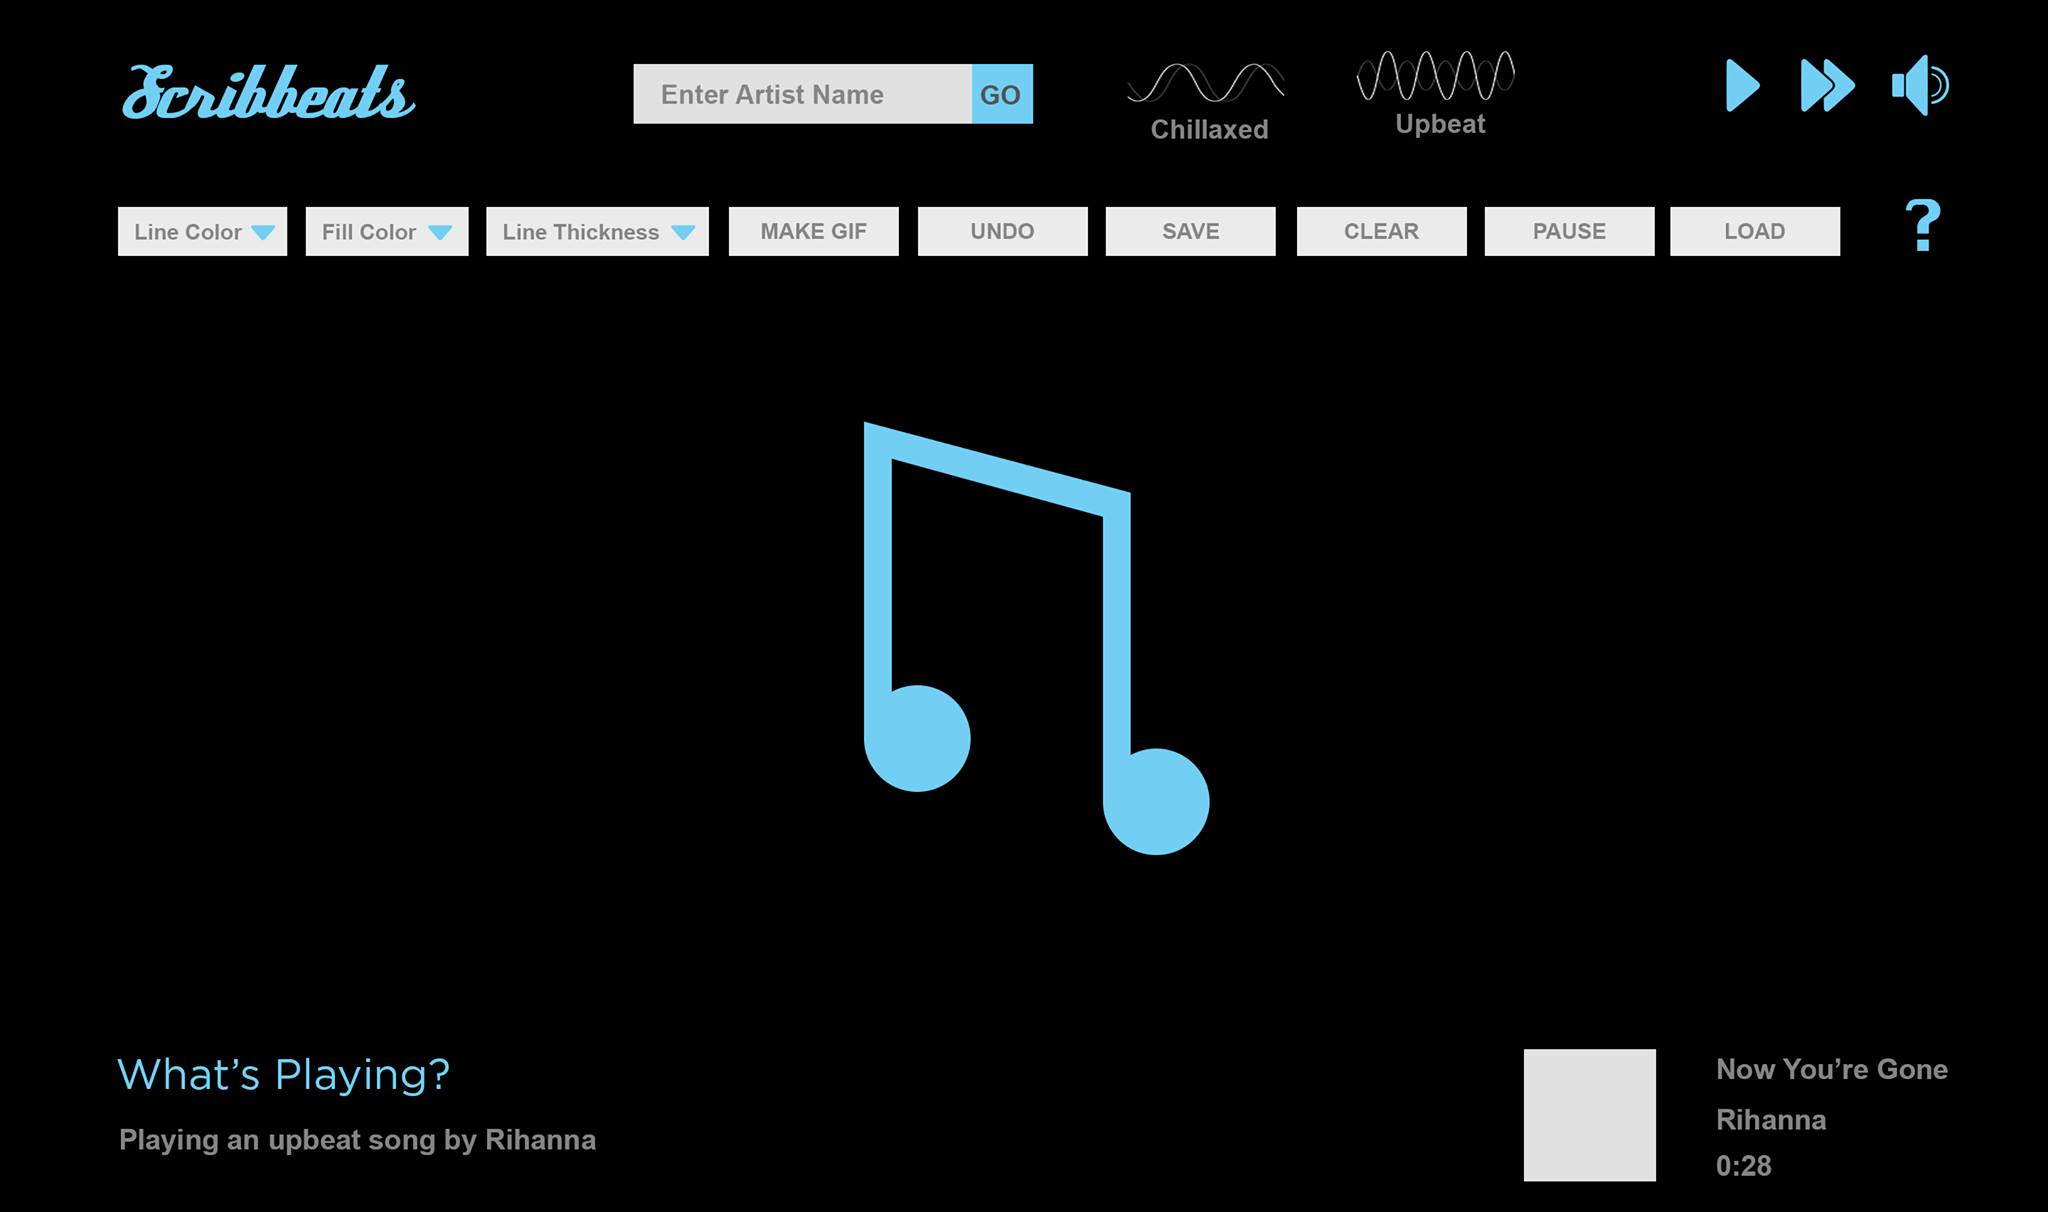 Scribbeats
Enter Artist Name
GO
Chillaxed
Upbeat
Line Color
Fill Color
Line Thickness
MAKE GIF
UNDO
SAVE
CLEAR
PAUSE
LOAD
?
What’s Playing?
Playing an upbeat song by Rihanna
Now You’re Gone
Rihanna
0:28